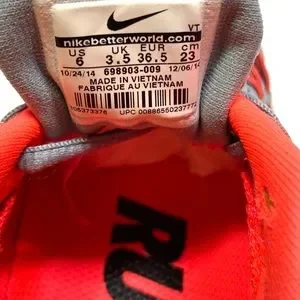 VT
nikebetterworld.com
US UK EUR cm
6 3.5 36.5 23
10/24/14 698903-009 12/06/14
MADE IN VIETNAM
FABRIQUE AU VIETNAM
UPC 00886550237772
RU